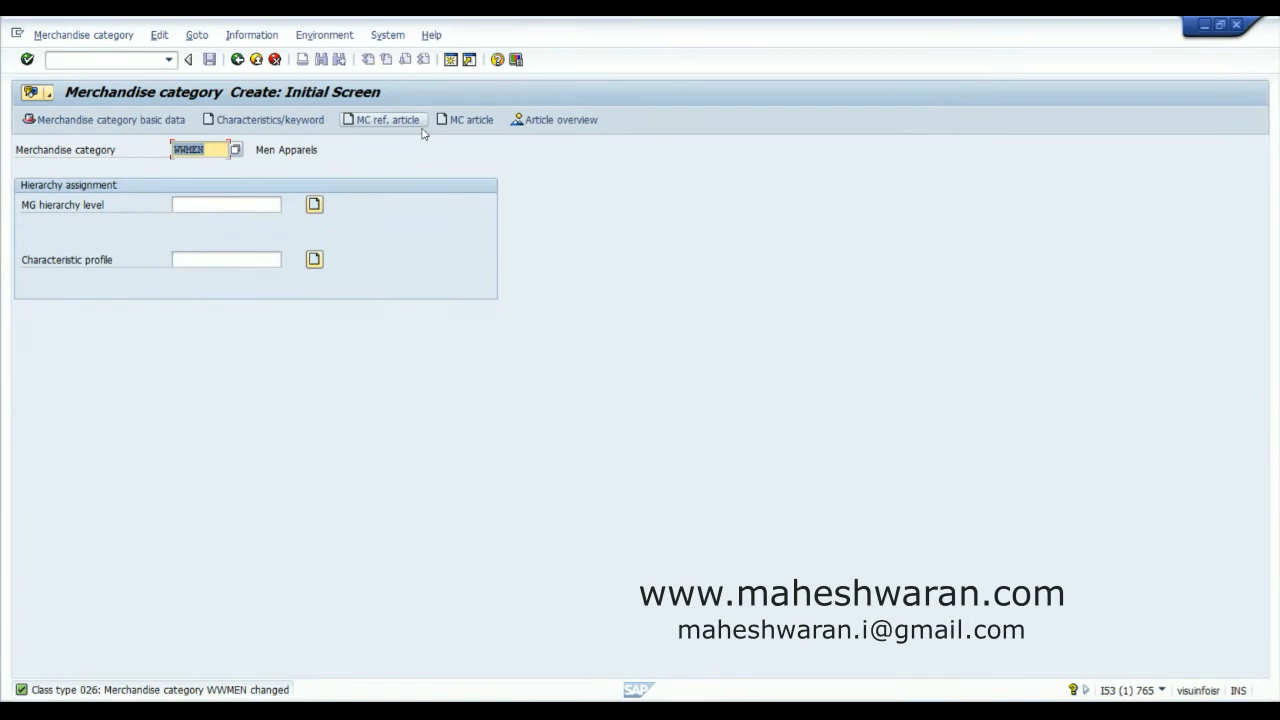 Merchandise category Edit Goto Information Environment System Help
Merchandise category Create: Initial Screen
Merchandise category basic data Characteristics/keyword MC ref. article MC article Article overview
Merchandise category WWMEN Men Apparels
Hierarchy assignment
MG hierarchy level
Characteristic profile
www.maheshwaran.com
maheshwaran.i@gmail.com
Class type 026: Merchandise category WWMEN changed SAP I53 (1) 765 visuinfoisr INS